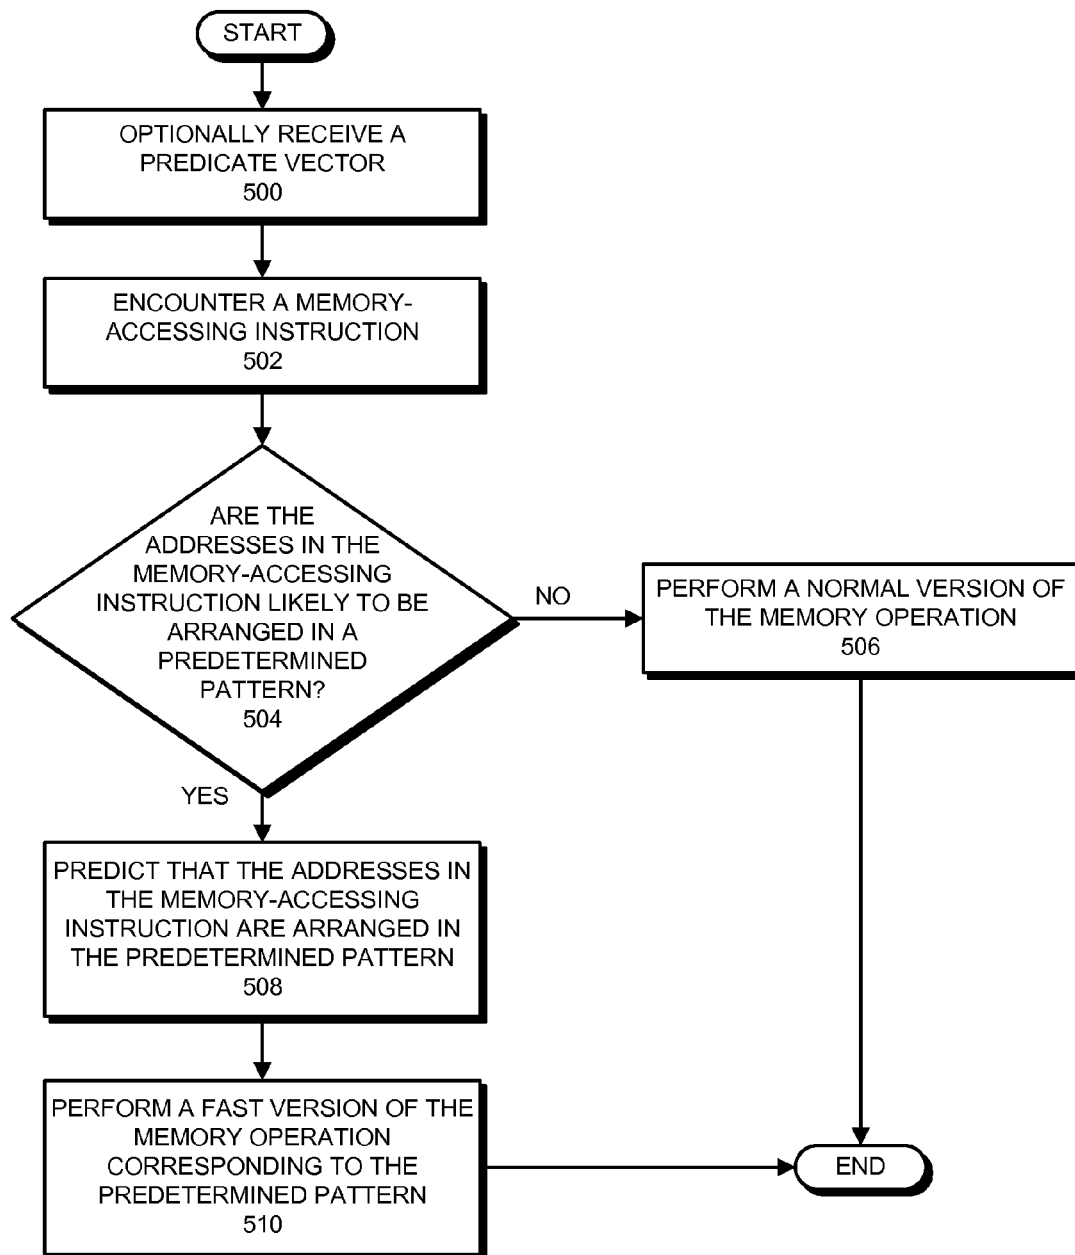 START
OPTIONALLY RECEIVE A
PREDICATE VECTOR
500
ENCOUNTER A MEMORY-
ACCESSING INSTRUCTION
502
ARE THE
ADDRESSES IN THE
MEMORY-ACCESSING
INSTRUCTION LIKELY TO BE
ARRANGED IN A
PREDETERMINED
PATTERN?
504
NO
PERFORM A NORMAL VERSION OF
THE MEMORY OPERATION
506
YES
PREDICT THAT THE ADDRESSES IN
THE MEMORY-ACCESSING
INSTRUCTION ARE ARRANGED IN
THE PREDETERMINED PATTERN
508
PERFORM A FAST VERSION OF THE
MEMORY OPERATION
CORRESPONDING TO THE
PREDETERMINED PATTERN
510
END